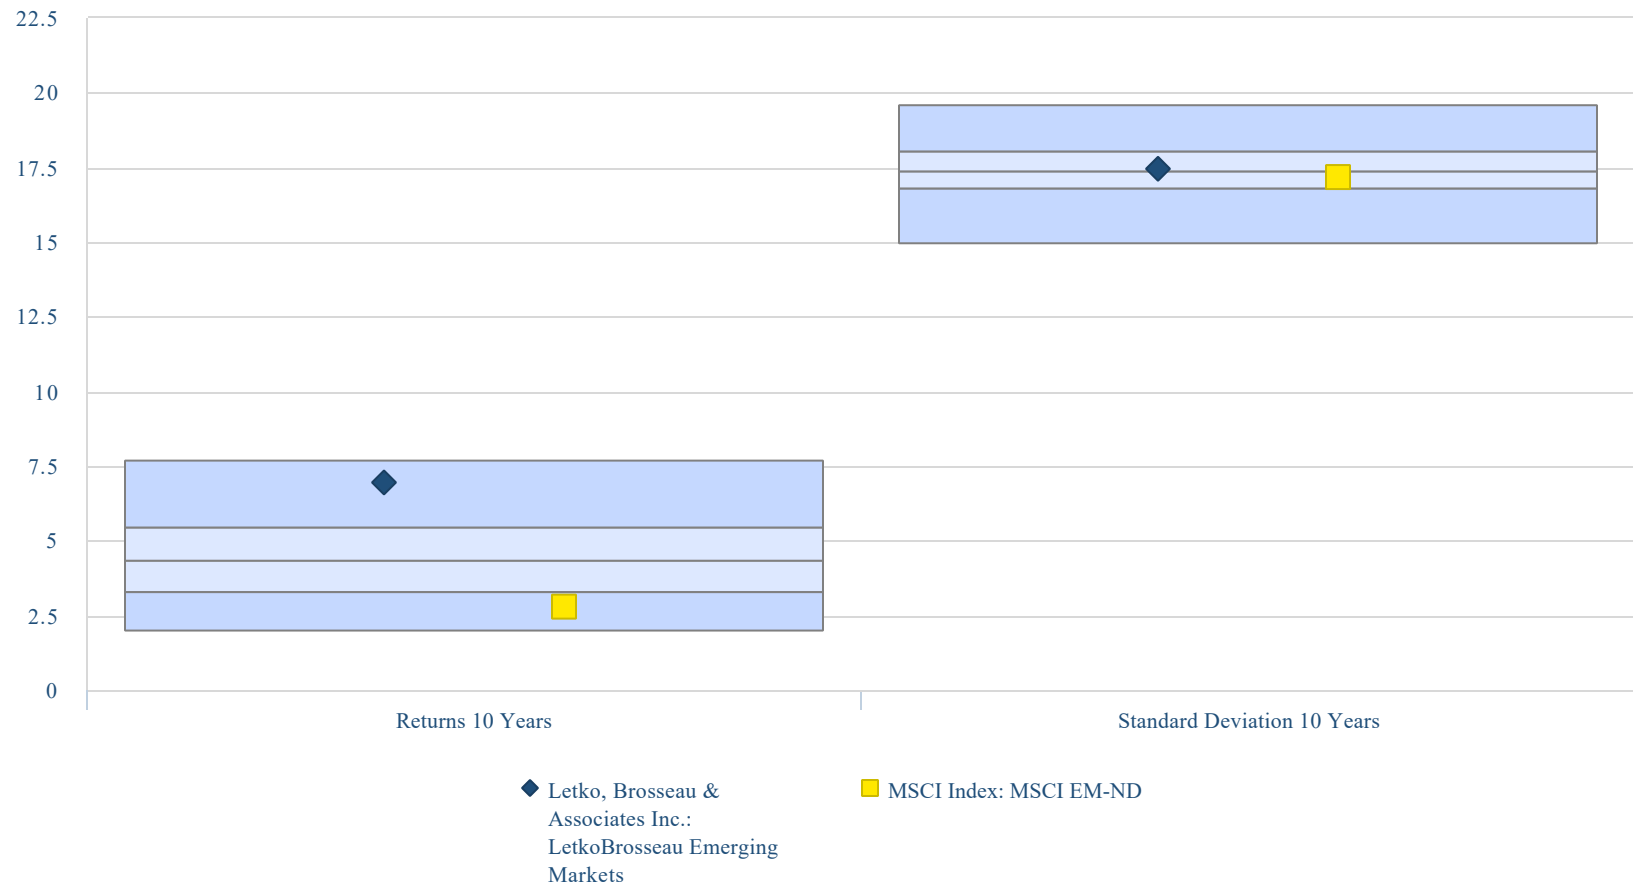 22.5
20
17.5
15
12.5
10
7.5
5
2.5
0
Returns 10 Years
Standard Deviation 10 Years
Letko, Brosseau &
Associates Inc.:
LetkoBrosseau Emerging
Markets
MSCI Index: MSCI EM-ND